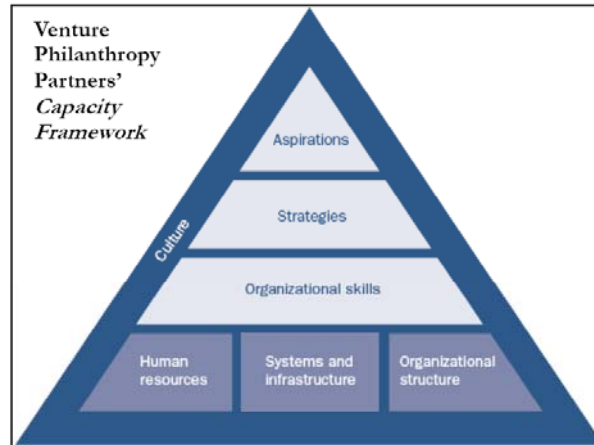 Venture
Philanthropy
Partners'
Capacity
Framework
Aspirations
Strategies
Culture
Organizational skills
Human
resources
Systems and
infrastructure
Organizational
structure